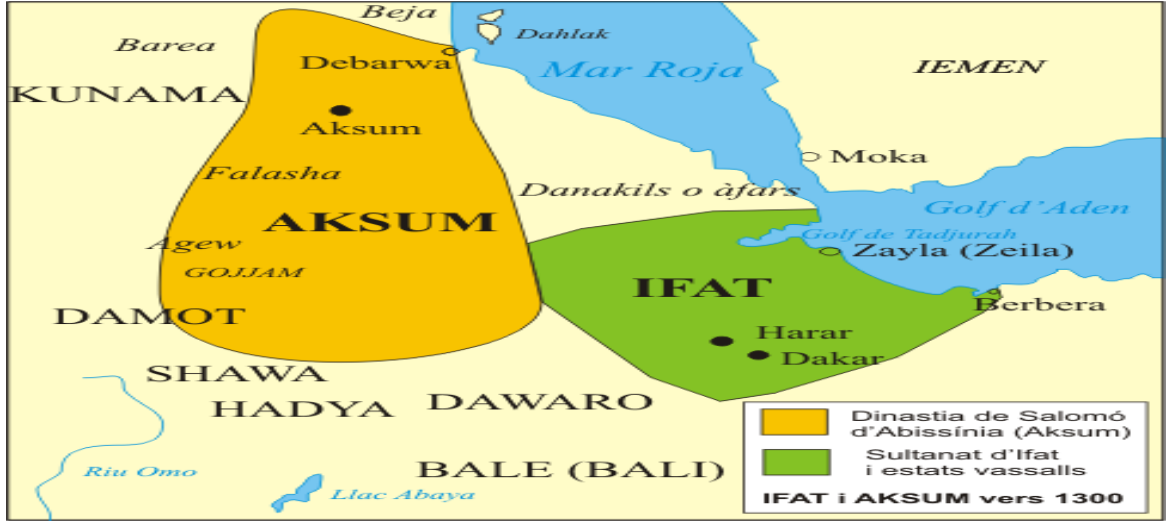 Beja
Dahlak
Barea
Debarwa
Mar Roja
IEMEN
KUNAMA
Aksum
Moka
Falasha
Danakils o àfars
AKSUM
Golf d'Aden
Agew
Golf de Tadjurah
Zayla (Zeila)
GOJJAM
IFAT
Berbera
DAMOT
Harar
Dakar
SHAWA
HADYA
DAWARO
Dinastia de Salomó
d'Abissínia (Aksum)
Riu Omo
BALE (BALI)
Sultanat d'Ifat
i estats vassalls
Llac Abaya
IFAT i AKSUM vers 1300